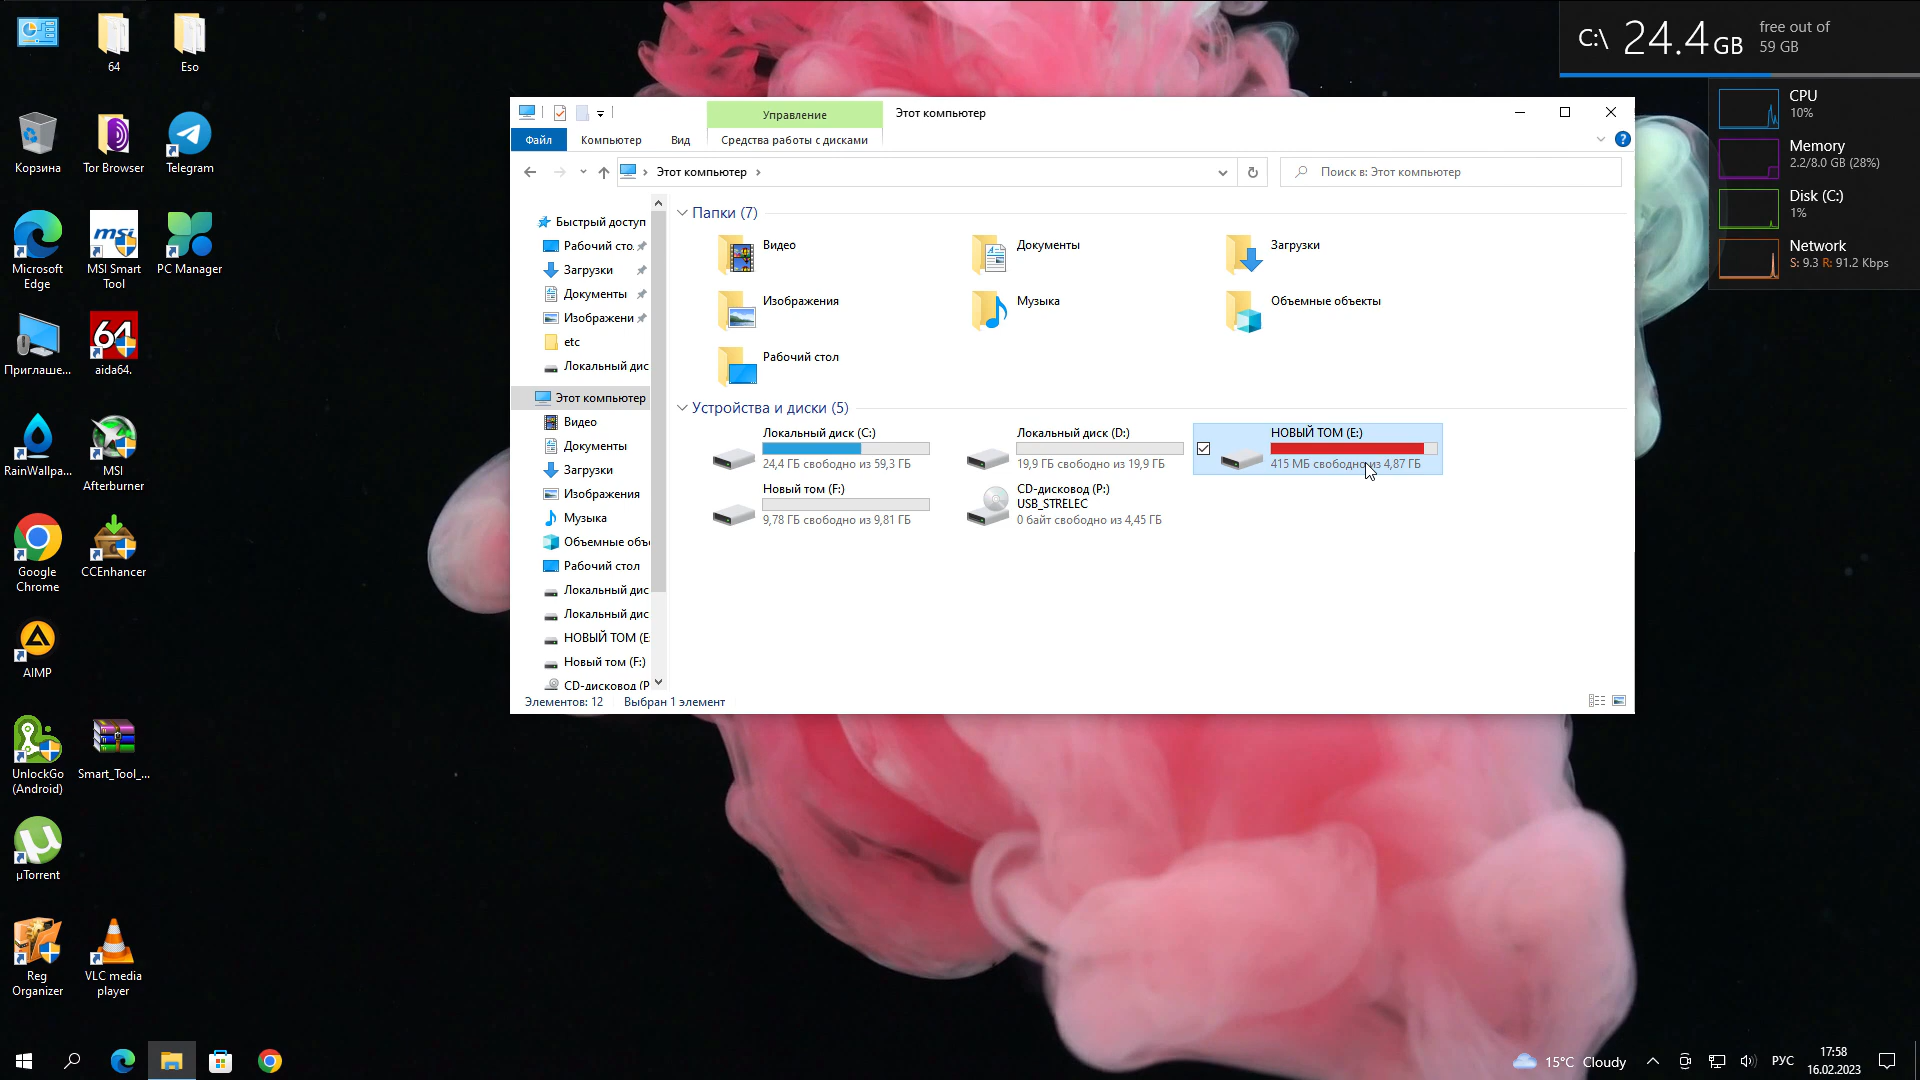 64
Eso
Корзина
Tor Browser
Telegram
Microsoft
Edge
msi
MSI Smart
Tool
PC Manager
Приглаше...
64
aida64.
RainWallpa...
MSI
Afterburner
Google
Chrome
CCEnhancer
AIMP
UnlockGo
(Android)
Smart_Tool_...
µTorrent
Reg
Organizer
VLC media
player
Управление
Этот компьютер
Файл
Компьютер
Вид
Средства работы с дисками
Этот компьютер
Поиск в: Этот компьютер
Быстрый доступ
Рабочий сто.
Загрузки
Документы
Изображени
etc
Локальный дис
Этот компьютер
Видео
Документы
Загрузки
Изображения
Музыка
Объемные объ
Рабочий стол
Локальный дис
Локальный дис
НОВЫЙ ТОМ (E:
Новый том (F:)
CD-дисковод (P
Папки (7)
Видео
Документы
Загрузки
Изображения
Музыка
Объемные объекты
Рабочий стол
Устройства и диски (5)
Локальный диск (C:)
24,4 ГБ свободно из 59,3 ГБ
Локальный диск (D:)
19,9 ГБ свободно из 19,9 ГБ
НОВЫЙ ТОМ (E:)
415 МБ свободно из 4,87 ГБ
Новый том (F:)
9,78 ГБ свободно из 9,81 ГБ
CD-дисковод (P:)
USB_STRELEC
0 байт свободно из 4,45 ГБ
Элементов: 12
Выбран 1 элемент
C:\ 24.4 GB
free out of
59 GB
CPU
10%
Memory
2.2/8.0 GB (28%)
Disk (C:)
1%
Network
S: 9.3 R: 91.2 Kbps
15°C Cloudy
РУС
17:58
16.02.2023